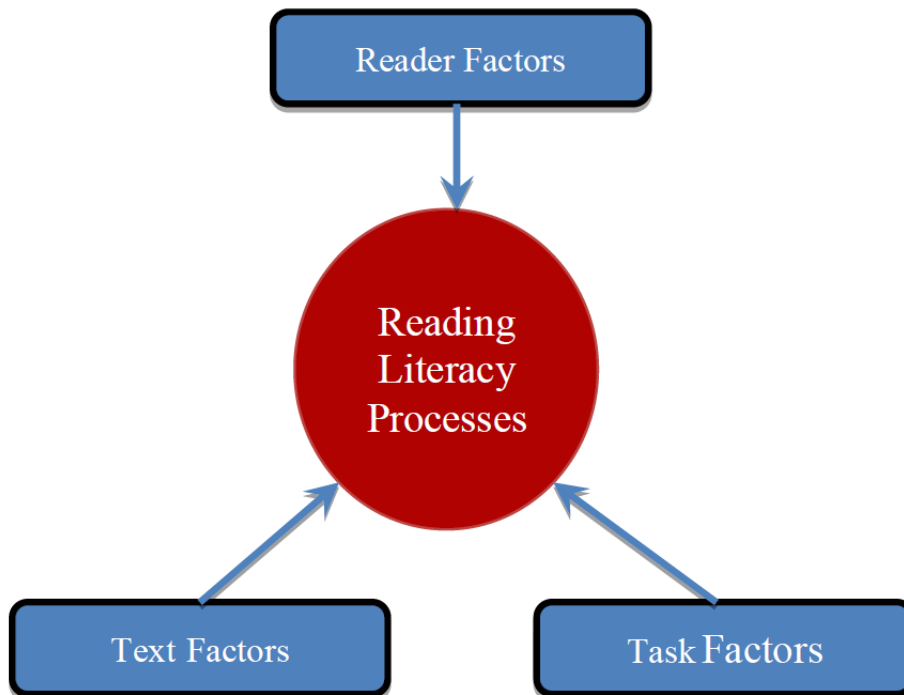 Reader Factors
Reading
Literacy
Processes
Text Factors
Task Factors